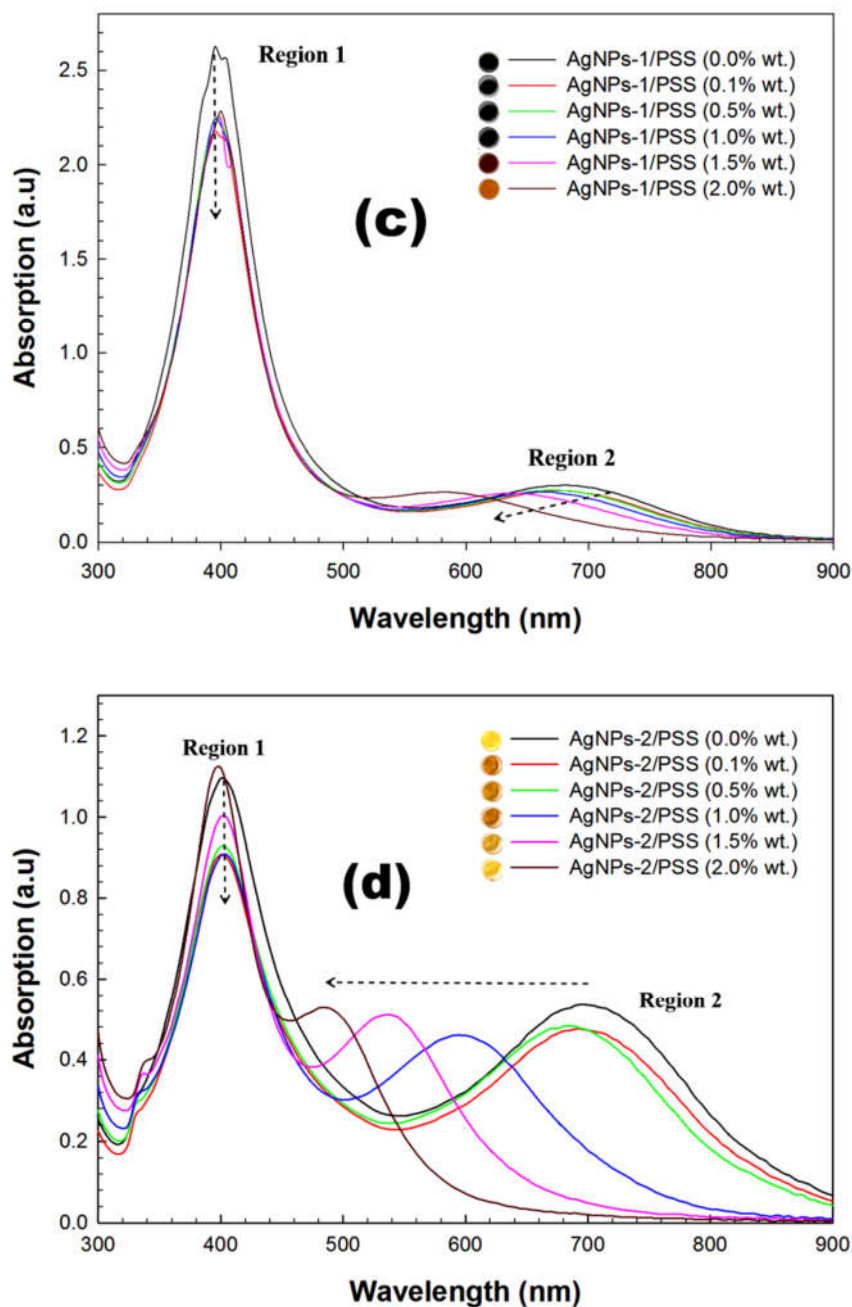 Region 1
AgNPs-1/PSS (0.0% wt.)
AgNPs-1/PSS (0.1% wt.)
AgNPs-1/PSS (0.5% wt.)
AgNPs-1/PSS (1.0% wt.)
AgNPs-1/PSS (1.5% wt.)
AgNPs-1/PSS (2.0% wt.)
(c)
Region 2
Absorption (a.u)
2.5
2.0
1.5
1.0
0.5
0.0
300 400 500 600 700 800 900
Wavelength (nm)
Region 1
AgNPs-2/PSS (0.0% wt.)
AgNPs-2/PSS (0.1% wt.)
AgNPs-2/PSS (0.5% wt.)
AgNPs-2/PSS (1.0% wt.)
AgNPs-2/PSS (1.5% wt.)
AgNPs-2/PSS (2.0% wt.)
(d)
Region 2
Absorption (a.u)
1.2
1.0
0.8
0.6
0.4
0.2
0.0
300 400 500 600 700 800 900
Wavelength (nm)